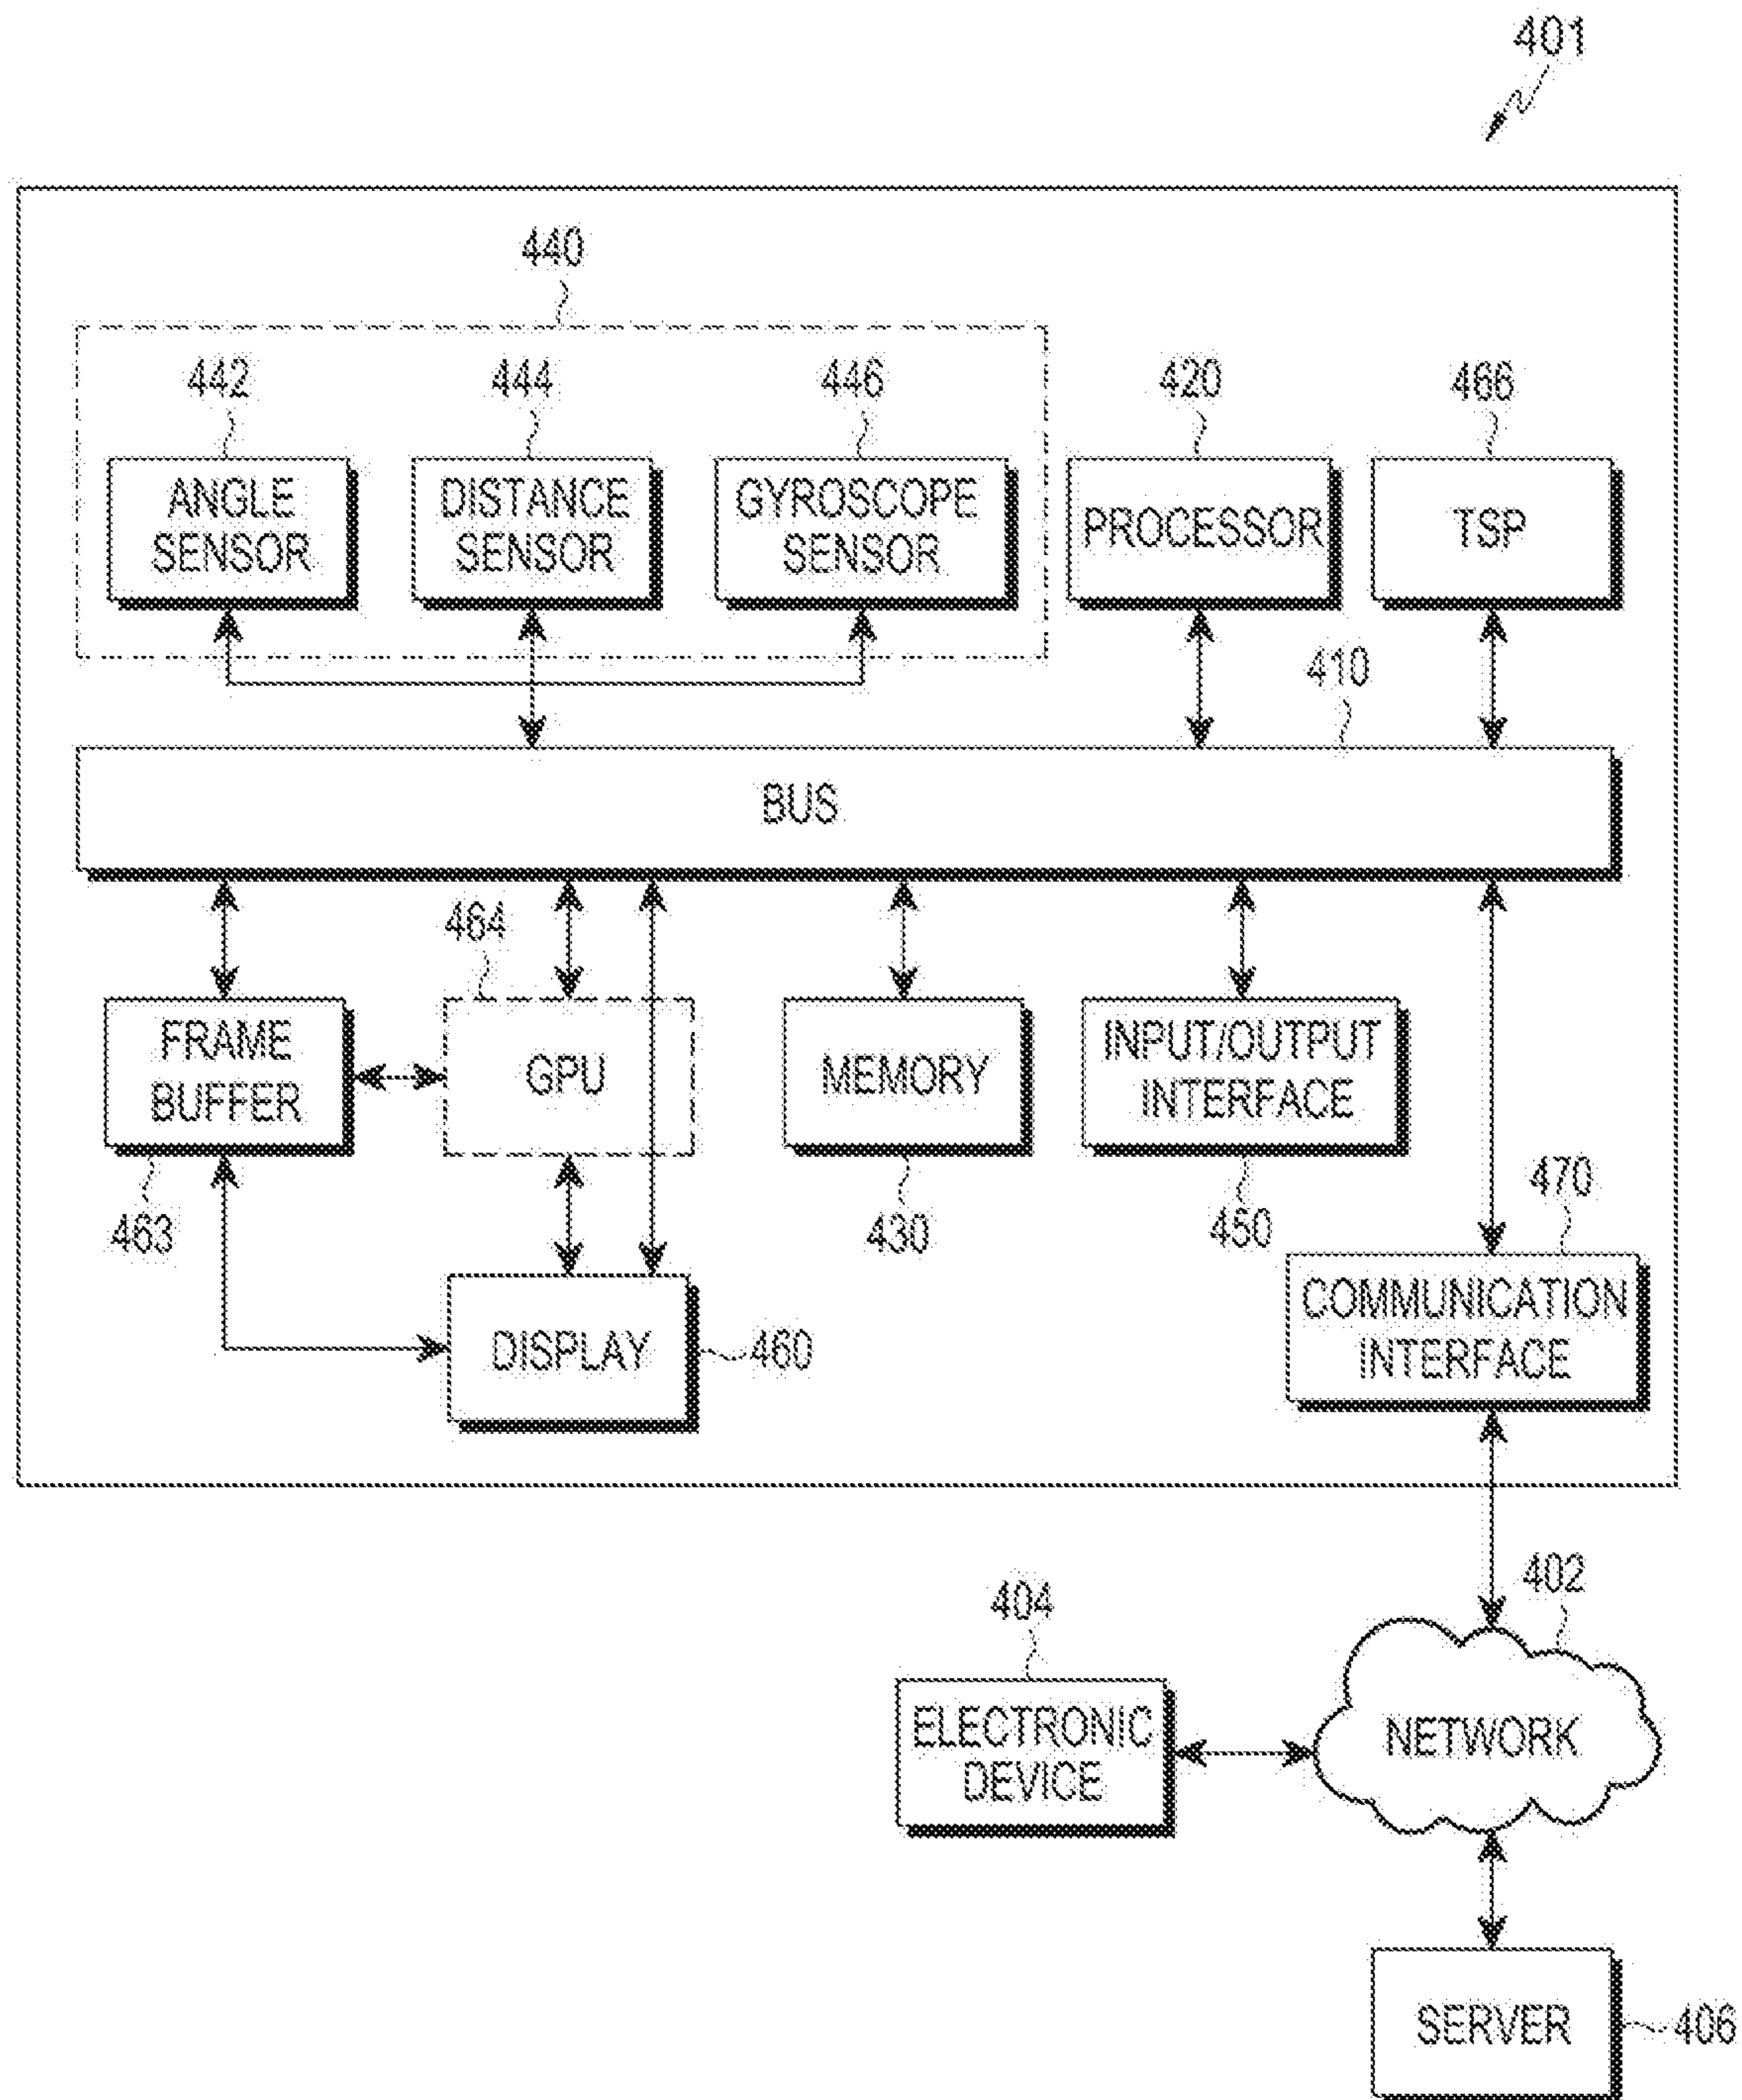 401
440
442
444
446
420
466
ANGLE
SENSOR
DISTANCE
SENSOR
GYROSCOPE
SENSOR
PROCESSOR
TSP
410
BUS
464
FRAME
BUFFER
GPU
MEMORY
INPUT/OUTPUT
INTERFACE
463
430
450
470
DISPLAY
460
COMMUNICATION
INTERFACE
404
402
ELECTRONIC
DEVICE
NETWORK
SERVER
406